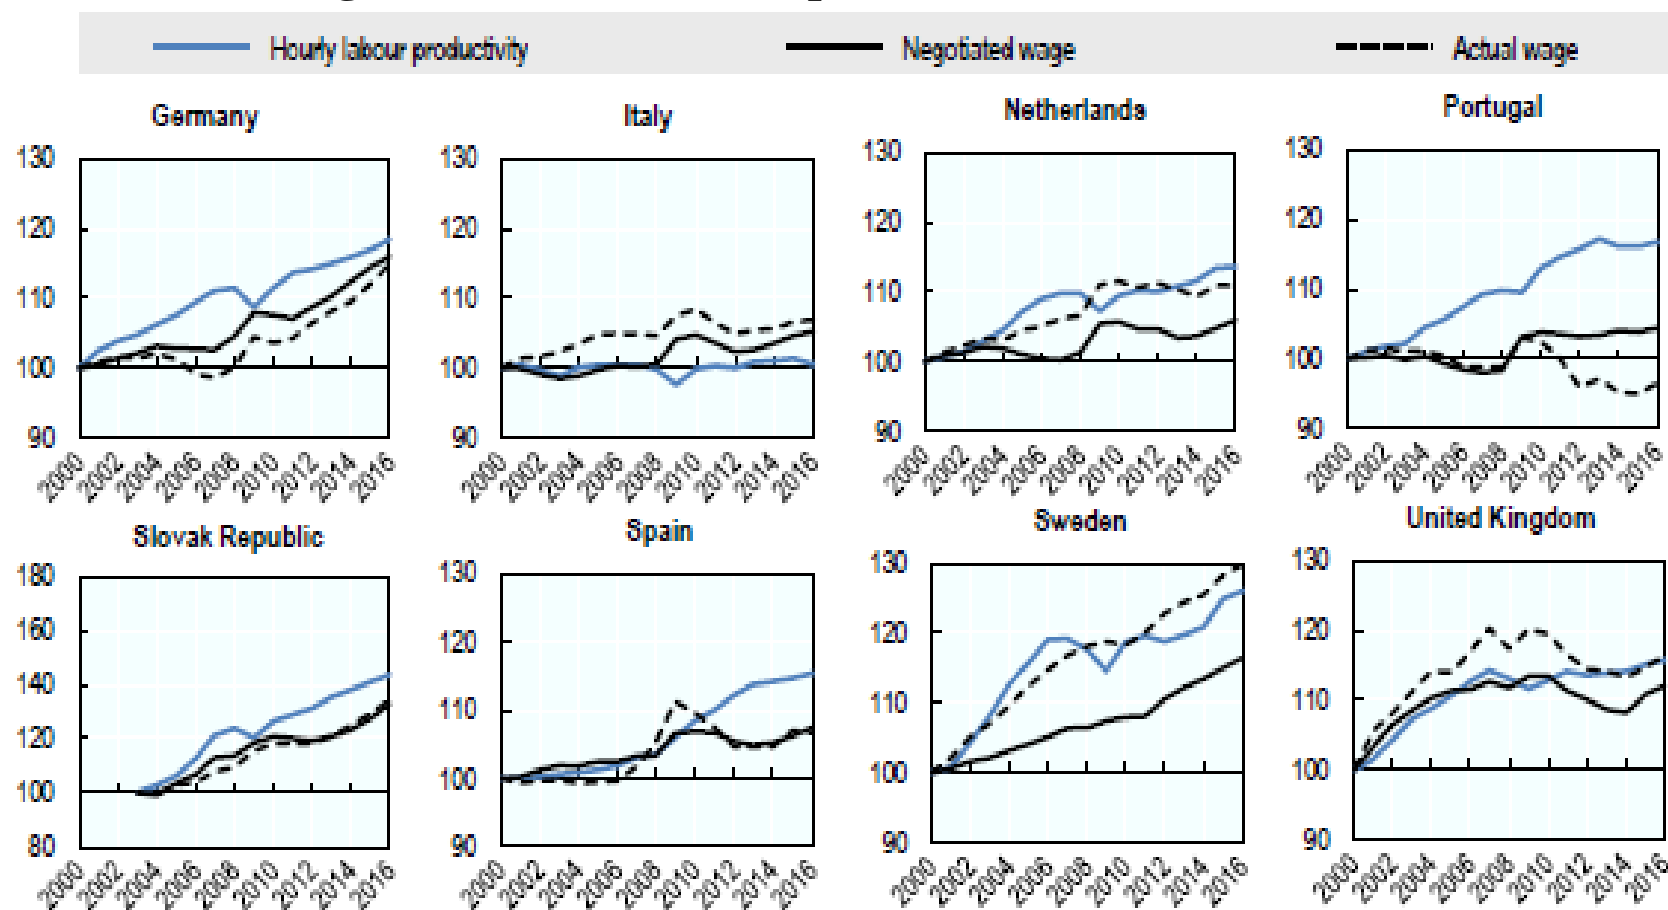 Hourly labour productivity Negotiated wage Actual wage
Germany Italy Netherlands Portugal
130 130 130 130
120 120 120 120
110 110 110 110
100 100 100 100
90 90 90 90
2000 2002 2004 2006 2008 2010 2012 2014 2016 2000 2002 2004 2006 2008 2010 2012 2014 2016 2000 2002 2004 2006 2008 2010 2012 2014 2016 2000 2002 2004 2006 2008 2010 2012 2014 2016
Slovak Republic Spain Sweden United Kingdom
180 130 130 130
160 120 120 120
140 110 110 110
120 100 100 100
100 90 90 90
80
2000 2002 2004 2006 2008 2010 2012 2014 2016 2000 2002 2004 2006 2008 2010 2012 2014 2016 2000 2002 2004 2006 2008 2010 2012 2014 2016 2000 2002 2004 2006 2008 2010 2012 2014 2016